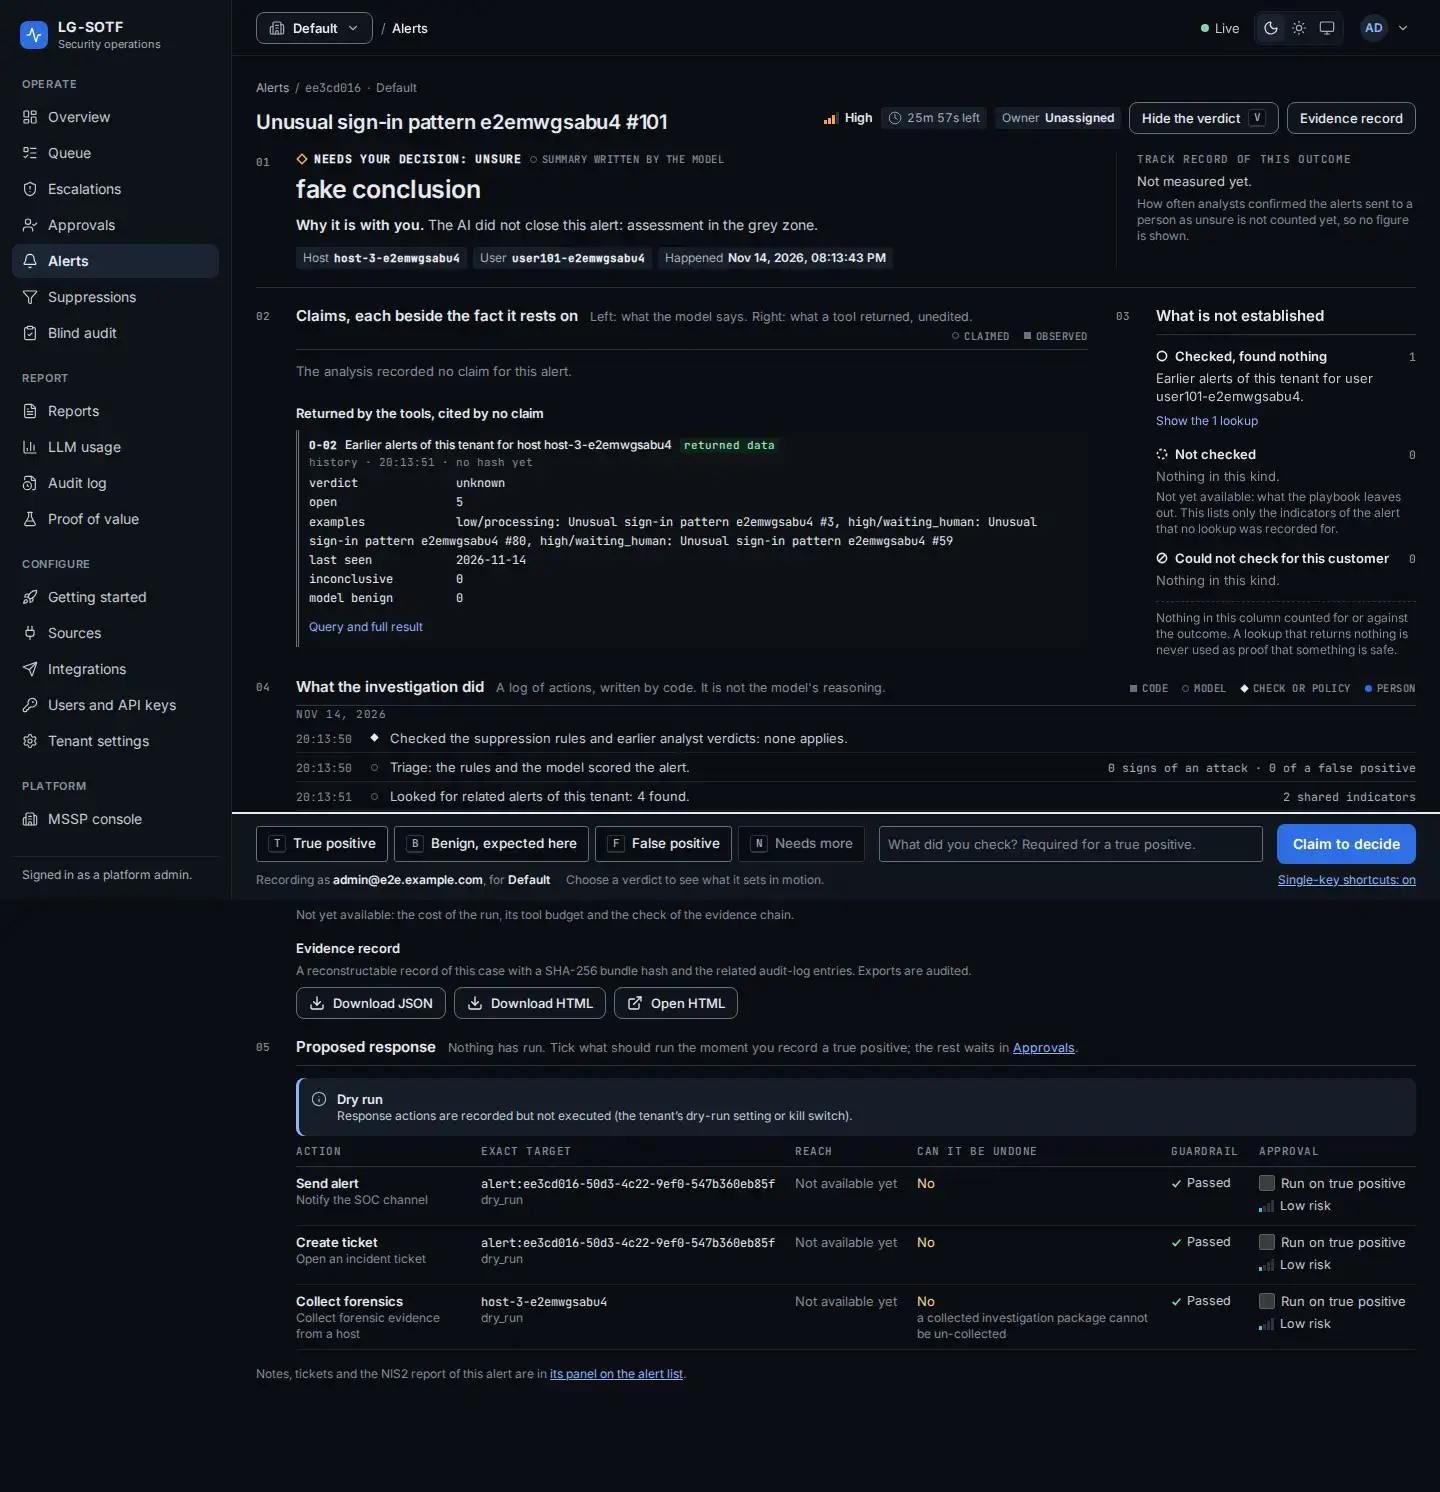 LG-SOTF
Security operations
OPERATE
Overview
Queue
Escalations
Approvals
Alerts
Suppressions
Blind audit
REPORT
Reports
LLM usage
Audit log
Proof of value
CONFIGURE
Getting started
Sources
Integrations
Users and API keys
Tenant settings
PLATFORM
MSSP console
Signed in as a platform admin.
Default / Alerts
Live
AD
Alerts / ee3cd016 · Default
Unusual sign-in pattern e2emwgsabu4 #101
High
25m 57s left
Owner Unassigned
Hide the verdict V
Evidence record
01
NEEDS YOUR DECISION: UNSURE SUMMARY WRITTEN BY THE MODEL
fake conclusion
Why it is with you. The AI did not close this alert: assessment in the grey zone.
Host host-3-e2emwgsabu4 User user101-e2emwgsabu4 Happened Nov 14, 2026, 08:13:43 PM
TRACK RECORD OF THIS OUTCOME
Not measured yet.
How often analysts confirmed the alerts sent to a
person as unsure is not counted yet, so no figure
is shown.
02 Claims, each beside the fact it rests on Left: what the model says. Right: what a tool returned, unedited.
CLAIMED OBSERVED
The analysis recorded no claim for this alert.
Returned by the tools, cited by no claim
O-02 Earlier alerts of this tenant for host host-3-e2emwgsabu4 returned data
history · 20:13:51 · no hash yet
verdict unknown
open 5
examples low/processing: Unusual sign-in pattern e2emwgsabu4 #3, high/waiting_human: Unusual
sign-in pattern e2emwgsabu4 #80, high/waiting_human: Unusual sign-in pattern e2emwgsabu4 #59
last seen 2026-11-14
inconclusive 0
model benign 0
Query and full result
03 What is not established
Checked, found nothing 1
Earlier alerts of this tenant for user
user101-e2emwgsabu4.
Show the 1 lookup
Not checked 0
Nothing in this kind.
Not yet available: what the playbook leaves
out. This lists only the indicators of the alert
that no lookup was recorded for.
Could not check for this customer 0
Nothing in this kind.
Nothing in this column counted for or against
the outcome. A lookup that returns nothing is
never used as proof that something is safe.
04 What the investigation did A log of actions, written by code. It is not the model's reasoning.
CODE MODEL CHECK OR POLICY PERSON
NOV 14, 2026
20:13:50 Checked the suppression rules and earlier analyst verdicts: none applies.
20:13:50 Triage: the rules and the model scored the alert. 0 signs of an attack · 0 of a false positive
20:13:51 Looked for related alerts of this tenant: 4 found. 2 shared indicators
T True positive
B Benign, expected here
F False positive
N Needs more
What did you check? Required for a true positive.
Claim to decide
Recording as admin@e2e.example.com, for Default Choose a verdict to see what it sets in motion.
Single-key shortcuts: on
Not yet available: the cost of the run, its tool budget and the check of the evidence chain.
Evidence record
A reconstructable record of this case with a SHA-256 bundle hash and the related audit-log entries. Exports are audited.
Download JSON
Download HTML
Open HTML
05 Proposed response Nothing has run. Tick what should run the moment you record a true positive; the rest waits in Approvals.
Dry run
Response actions are recorded but not executed (the tenant's dry-run setting or kill switch).
ACTION EXACT TARGET REACH CAN IT BE UNDONE GUARDRAIL APPROVAL
Send alert alert:ee3cd016-50d3-4c22-9ef0-547b360eb85f Not available yet No Passed Run on true positive
Notify the SOC channel dry_run Low risk
Create ticket alert:ee3cd016-50d3-4c22-9ef0-547b360eb85f Not available yet No Passed Run on true positive
Open an incident ticket dry_run Low risk
Collect forensics host-3-e2emwgsabu4 Not available yet No Passed Run on true positive
Collect forensic evidence dry_run a collected investigation package cannot Low risk
from a host be un-collected
Notes, tickets and the NIS2 report of this alert are in its panel on the alert list.